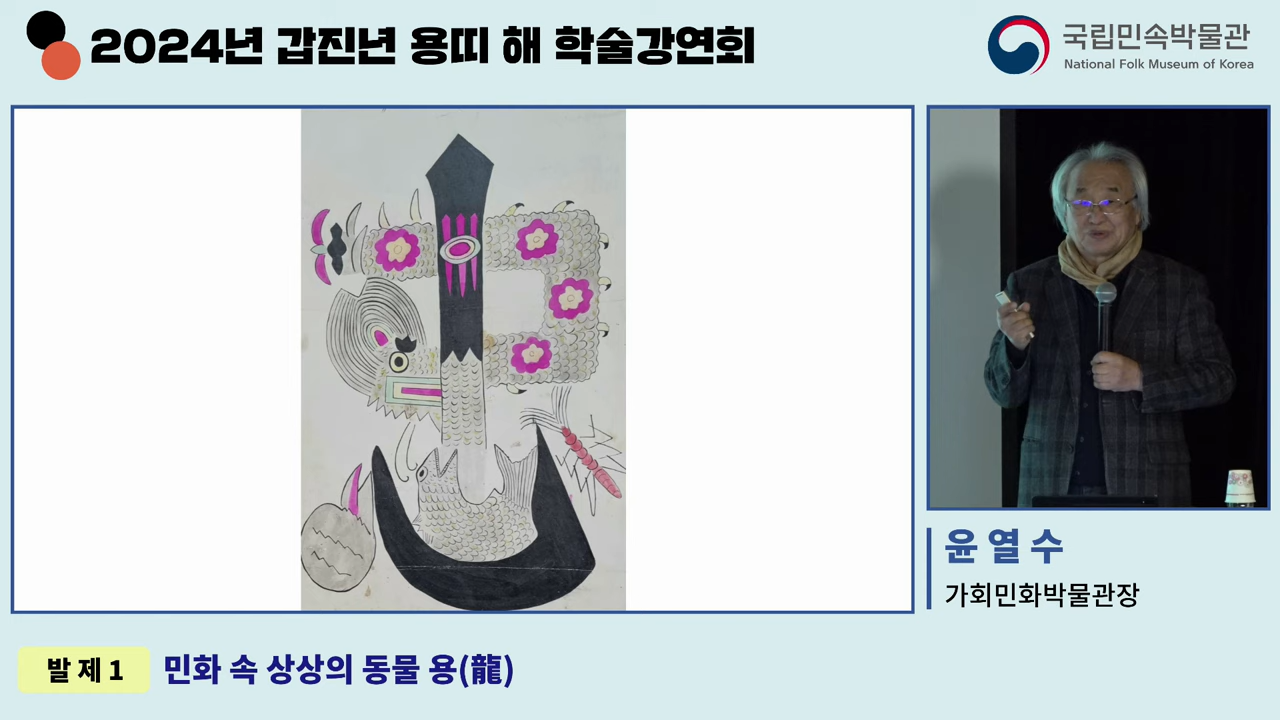 2024년 갑진년 용띠 해 학술강연회
국립민속박물관
National Folk Museum of Korea
윤열수
가회민화박물관장
발제1
민화 속 상상의 동물 용(龍)